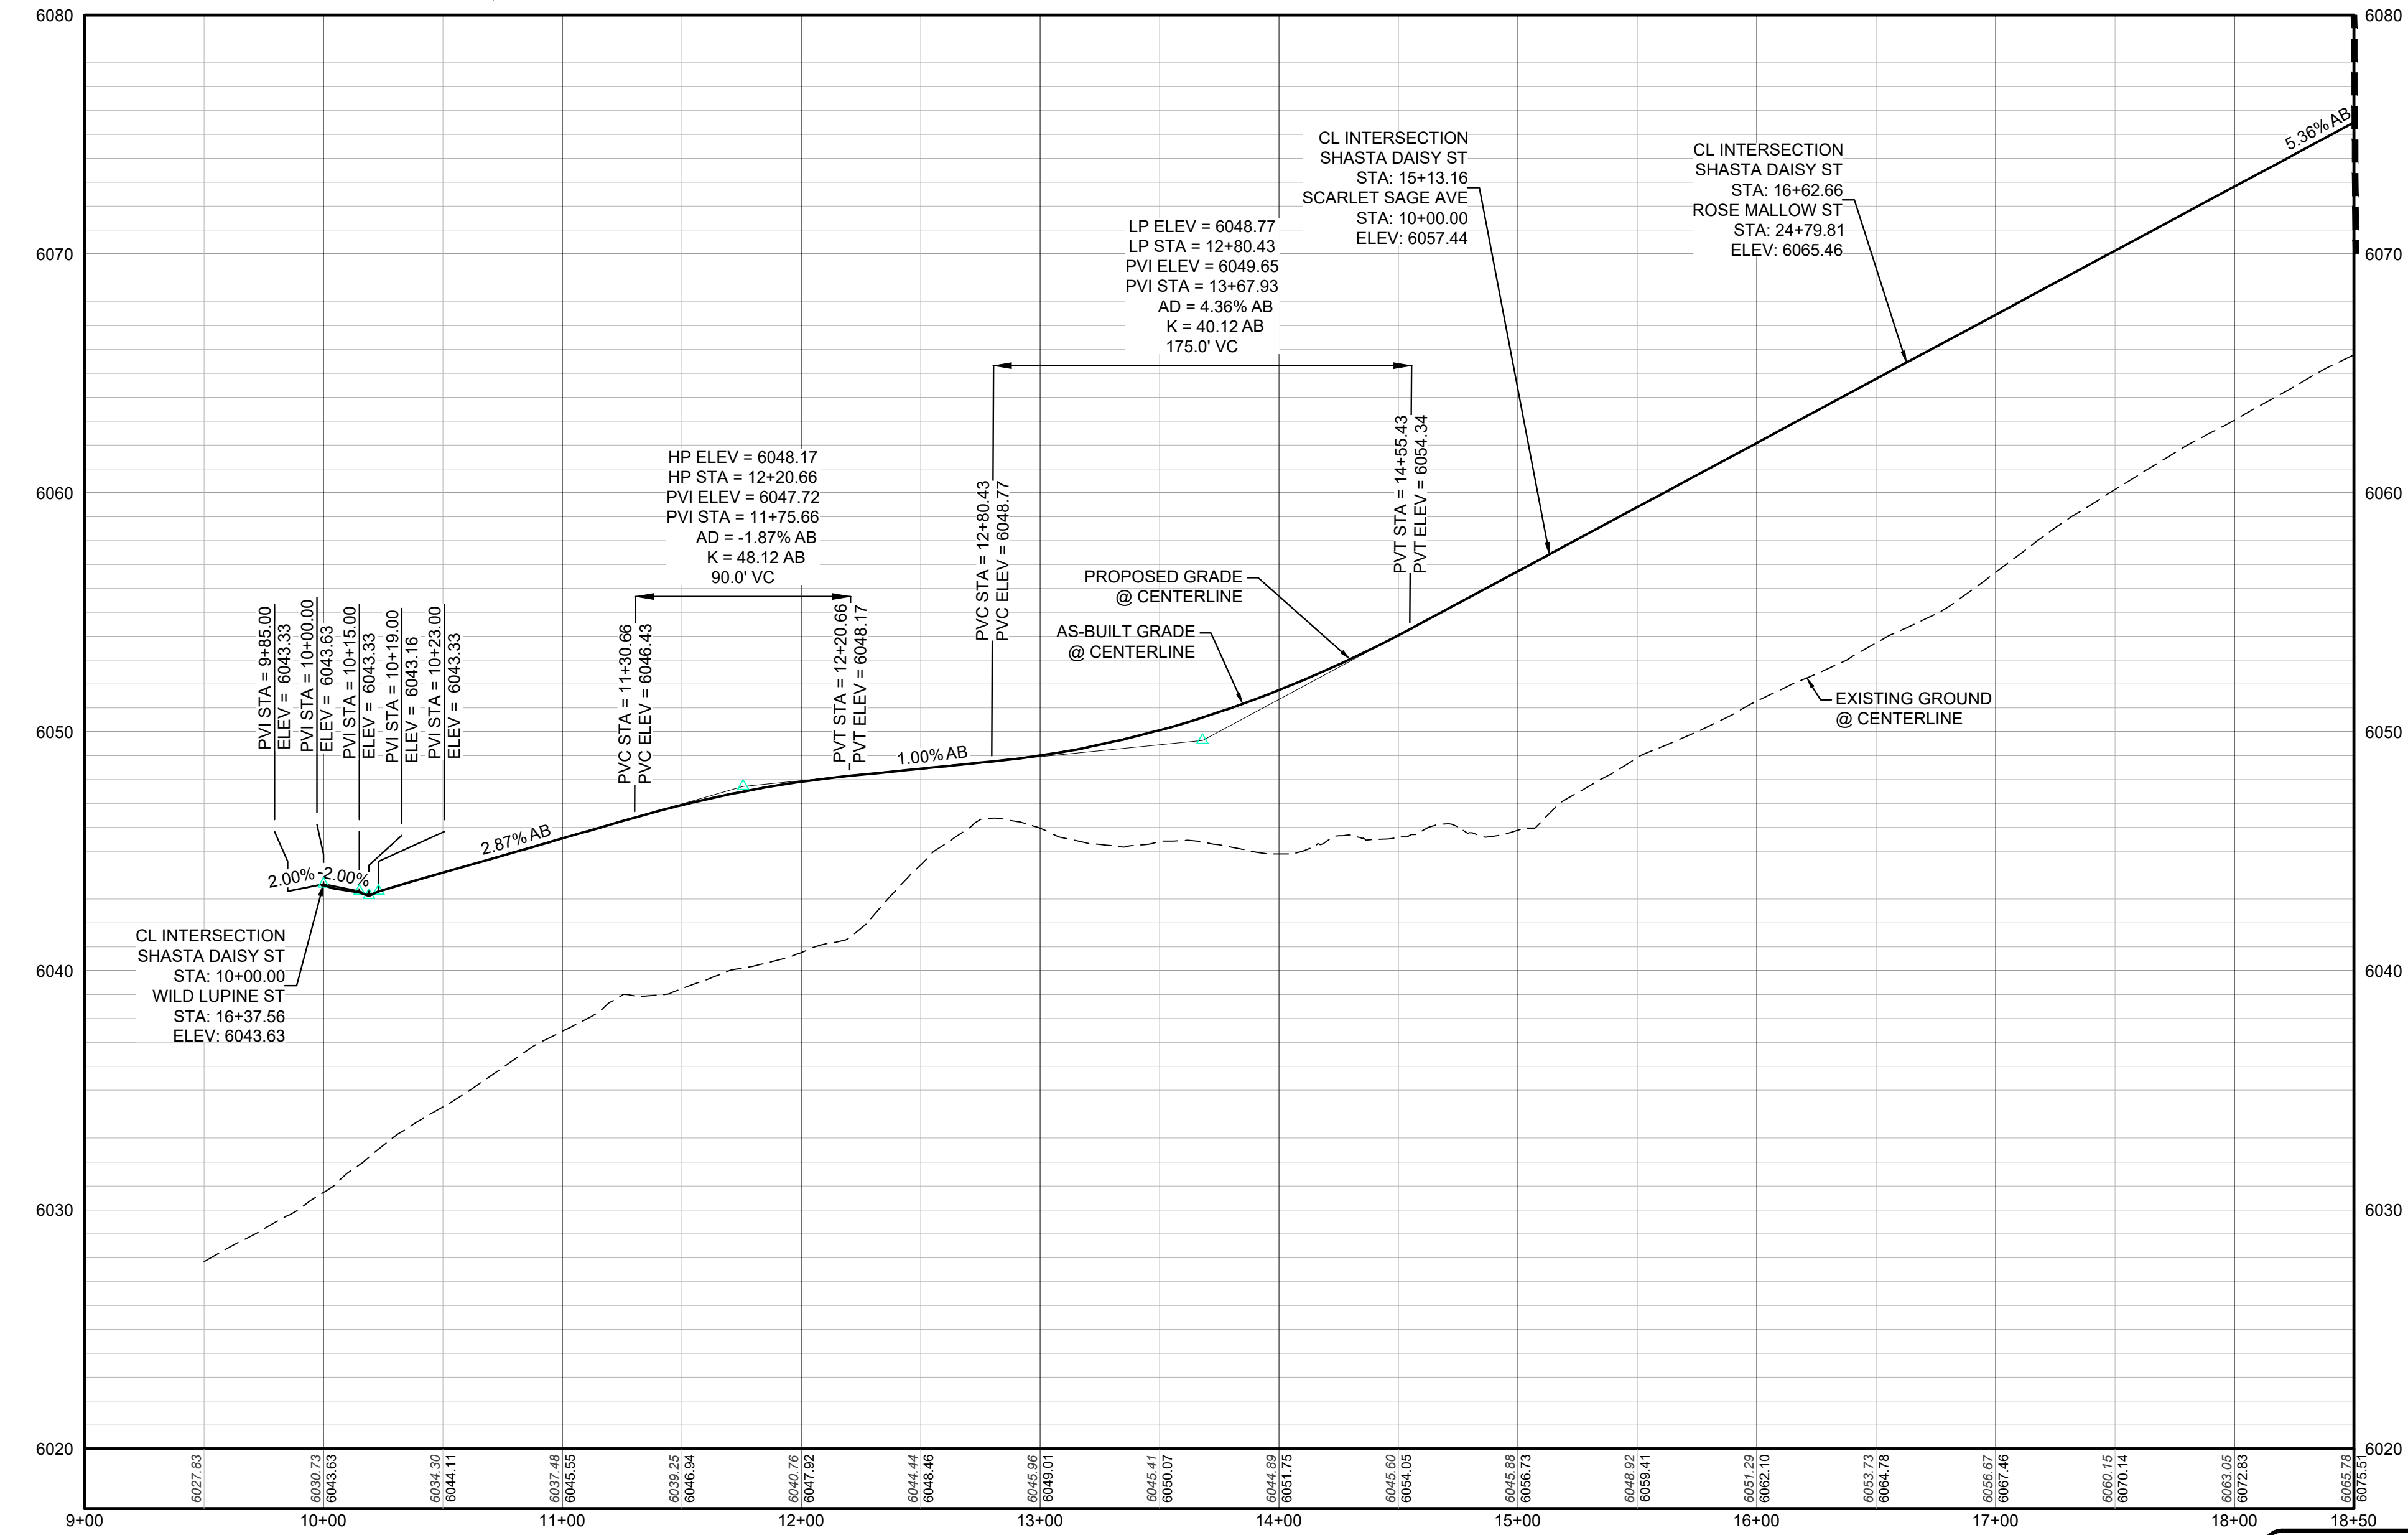 6080
6080
CL INTERSECTION
SHASTA DAISY ST
STA: 15+13.16
SCARLET SAGE AVE
STA: 10+00.00
ELEV: 6057.44
CL INTERSECTION
SHASTA DAISY ST
STA: 16+62.66
ROSE MALLOW ST
STA: 24+79.81
ELEV: 6065.46
5.36% AB
LP ELEV = 6048.77
LP STA = 12+80.43
PVI ELEV = 6049.65
PVI STA = 13+67.93
AD = 4.36% AB
K = 40.12 AB
175.0' VC
6070
6070
HP ELEV = 6048.17
HP STA = 12+20.66
PVI ELEV = 6047.72
PVI STA = 11+75.66
AD = -1.87% AB
K = 48.12 AB
90.0' VC
PVC STA = 12+80.43
PVC ELEV = 6048.77
PVT STA = 14+55.43
PVT ELEV = 6054.34
6060
6060
PROPOSED GRADE
@ CENTERLINE
AS-BUILT GRADE
@ CENTERLINE
PVI STA = 9+85.00
ELEV = 6043.33
PVI STA = 10+00.00
ELEV = 6043.63
PVI STA = 10+15.00
ELEV = 6043.33
PVI STA = 10+19.00
ELEV = 6043.16
PVI STA = 10+23.00
ELEV = 6043.33
PVC STA = 11+30.66
PVC ELEV = 6046.43
PVT STA = 12+20.66
PVT ELEV = 6048.17
EXISTING GROUND
@ CENTERLINE
6050
6050
1.00% AB
2.87% AB
2.00%
-2.00%
CL INTERSECTION
SHASTA DAISY ST
STA: 10+00.00
WILD LUPINE ST
STA: 16+37.56
ELEV: 6043.63
6040
6040
6030
6030
6020
6020
6027.83
6030.73
6043.63
6034.30
6044.11
6037.48
6045.55
6039.25
6046.94
6040.76
6047.92
6044.44
6048.46
6045.96
6049.01
6045.41
6050.07
6044.89
6051.75
6045.60
6054.05
6045.88
6056.73
6048.92
6059.41
6051.29
6062.10
6053.73
6064.78
6056.67
6067.46
6060.15
6070.14
6063.05
6072.83
6065.78
6075.51
9+00
10+00
11+00
12+00
13+00
14+00
15+00
16+00
17+00
18+00
18+50